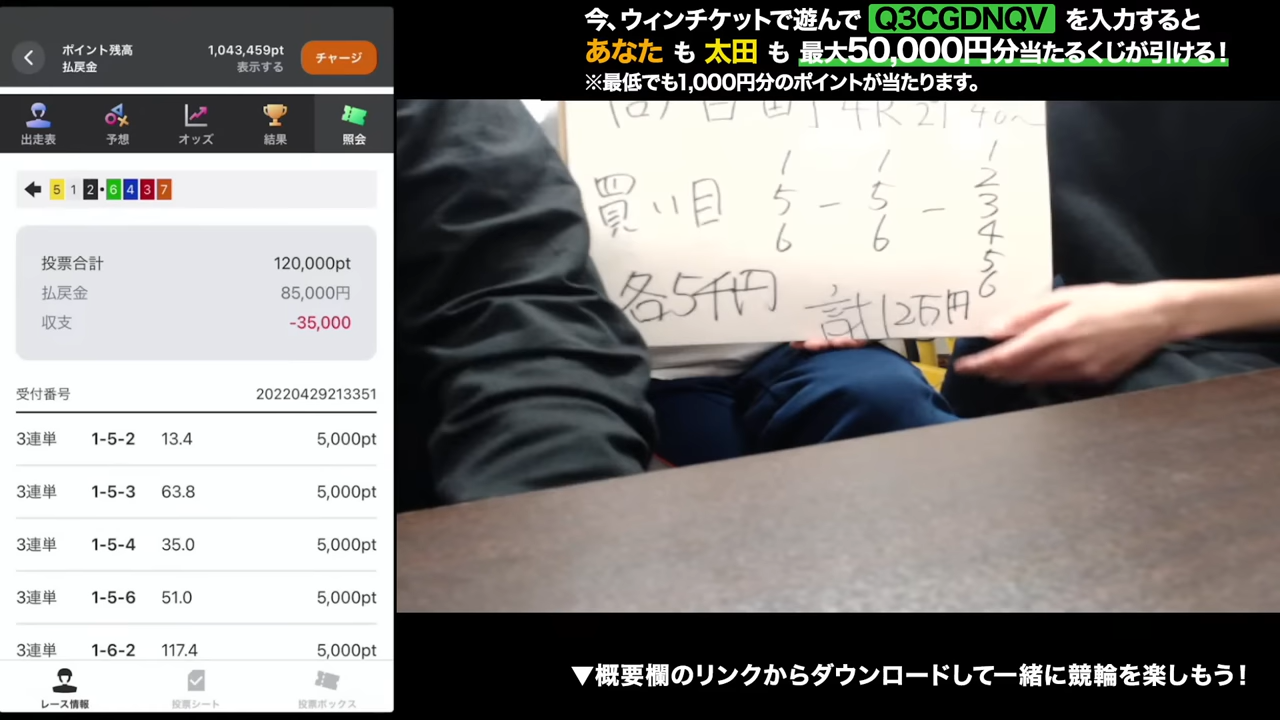 ポイント残高
払戻金
1,043,459pt
表示する
チャージ
出走表
予想
オッズ
結果
照会
5 1 2・6 4 3 7
投票合計 120,000pt
払戻金 85,000円
収支 -35,000
受付番号 20220429213351
3連単 1-5-2 13.4 5,000pt
3連単 1-5-3 63.8 5,000pt
3連単 1-5-4 35.0 5,000pt
3連単 1-5-6 51.0 5,000pt
3連単 1-6-2 117.4 5,000pt
レース情報
投票シート
投票ボックス
今、ウィンチケットで遊んで Q3CGDNQV を入力すると
あなた も 太田 も 最大50,000円分当たるくじが引ける!
※最低でも1,000円分のポイントが当たります。
買い目
1 1 1
5 - 5 - 2
6 6 3
4
5
6
各5千円
計12万円
▼概要欄のリンクからダウンロードして一緒に競輪を楽しもう!